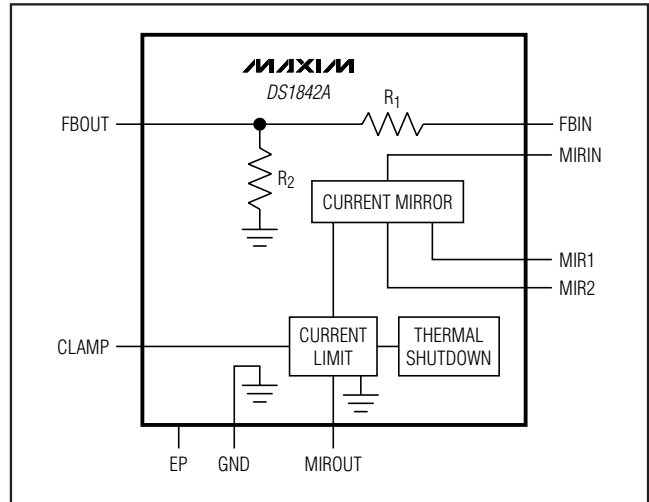 MAXIM
DS1842A
R1
FBOUT
FBIN
MIRIN
R2
CURRENT MIRROR
MIR1
MIR2
CLAMP
CURRENT
LIMIT
THERMAL
SHUTDOWN
EP
GND
MIROUT